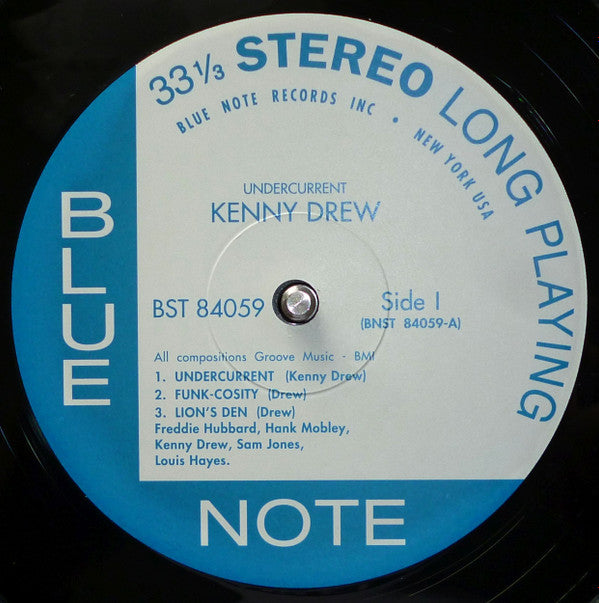 33⅓ STEREO LONG PLAYING
BLUE NOTE RECORDS INC • NEW YORK USA
UNDERCURRENT
KENNY DREW
BST 84059
Side I
(BNST 84059-A)
All compositions Groove Music - BMI
1. UNDERCURRENT (Kenny Drew)
2. FUNK-COSITY (Drew)
3. LION'S DEN (Drew)
Freddie Hubbard, Hank Mobley,
Kenny Drew, Sam Jones,
Louis Hayes.
BLUE
NOTE